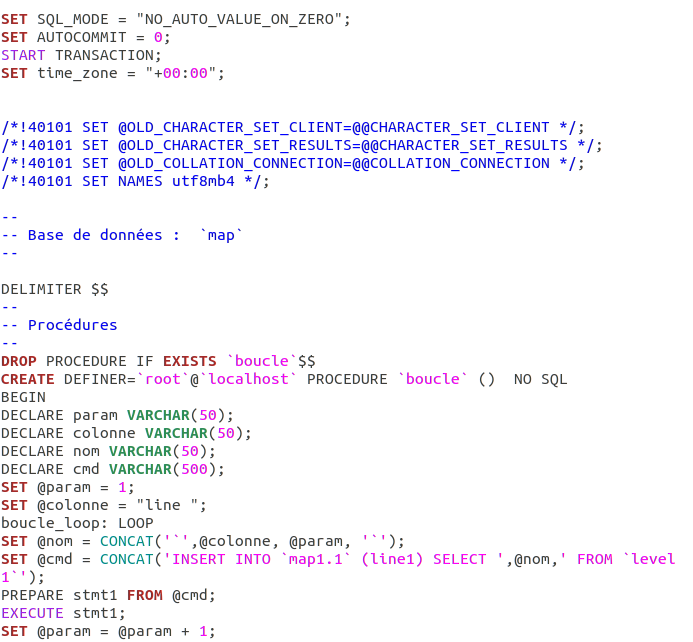 SET SQL_MODE = "NO_AUTO_VALUE_ON_ZERO";
SET AUTOCOMMIT = 0;
START TRANSACTION;
SET time_zone = "+00:00";
/*!40101 SET @OLD_CHARACTER_SET_CLIENT=@@CHARACTER_SET_CLIENT */;
/*!40101 SET @OLD_CHARACTER_SET_RESULTS=@@CHARACTER_SET_RESULTS */;
/*!40101 SET @OLD_COLLATION_CONNECTION=@@COLLATION_CONNECTION */;
/*!40101 SET NAMES utf8mb4 */;
--
-- Base de données :  `map`
--
DELIMITER $$
--
-- Procédures
--
DROP PROCEDURE IF EXISTS `boucle`$$
CREATE DEFINER=`root`@`localhost` PROCEDURE `boucle` ()  NO SQL
BEGIN
DECLARE param VARCHAR(50);
DECLARE colonne VARCHAR(50);
DECLARE nom VARCHAR(50);
DECLARE cmd VARCHAR(500);
SET @param = 1;
SET @colonne = "line ";
boucle_loop: LOOP
SET @nom = CONCAT('`',@colonne, @param, '`');
SET @cmd = CONCAT('INSERT INTO `map1.1` (line1) SELECT ',@nom,' FROM `level
1`');
PREPARE stmt1 FROM @cmd;
EXECUTE stmt1;
SET @param = @param + 1;